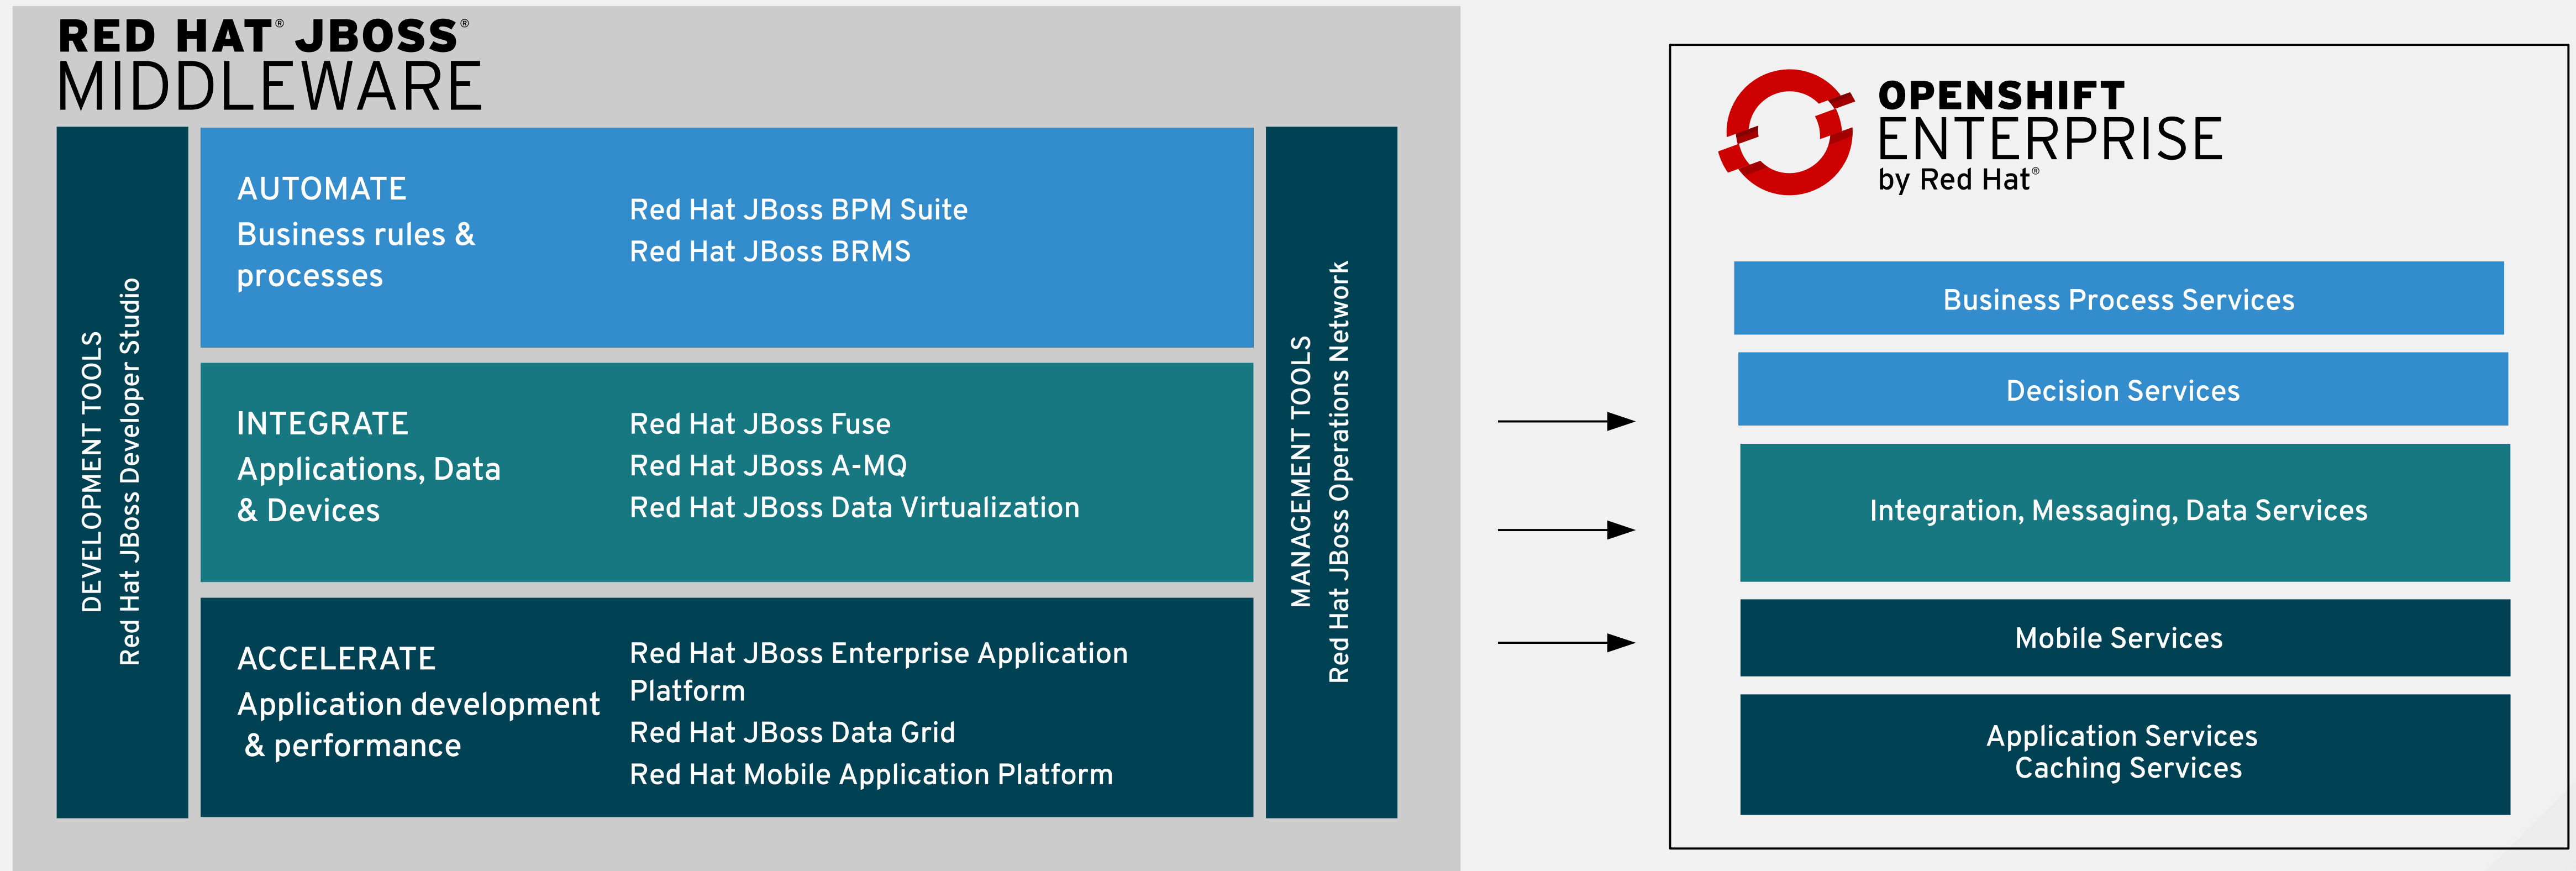 RED HAT® JBOSS®
MIDDLEWARE
DEVELOPMENT TOOLS
Red Hat JBoss Developer Studio
AUTOMATE
Business rules &
processes
Red Hat JBoss BPM Suite
Red Hat JBoss BRMS
INTEGRATE
Applications, Data
& Devices
Red Hat JBoss Fuse
Red Hat JBoss A-MQ
Red Hat JBoss Data Virtualization
ACCELERATE
Application development
& performance
Red Hat JBoss Enterprise Application
Platform
Red Hat JBoss Data Grid
Red Hat Mobile Application Platform
MANAGEMENT TOOLS
Red Hat JBoss Operations Network
OPENSHIFT
ENTERPRISE
by Red Hat®
Business Process Services
Decision Services
Integration, Messaging, Data Services
Mobile Services
Application Services
Caching Services